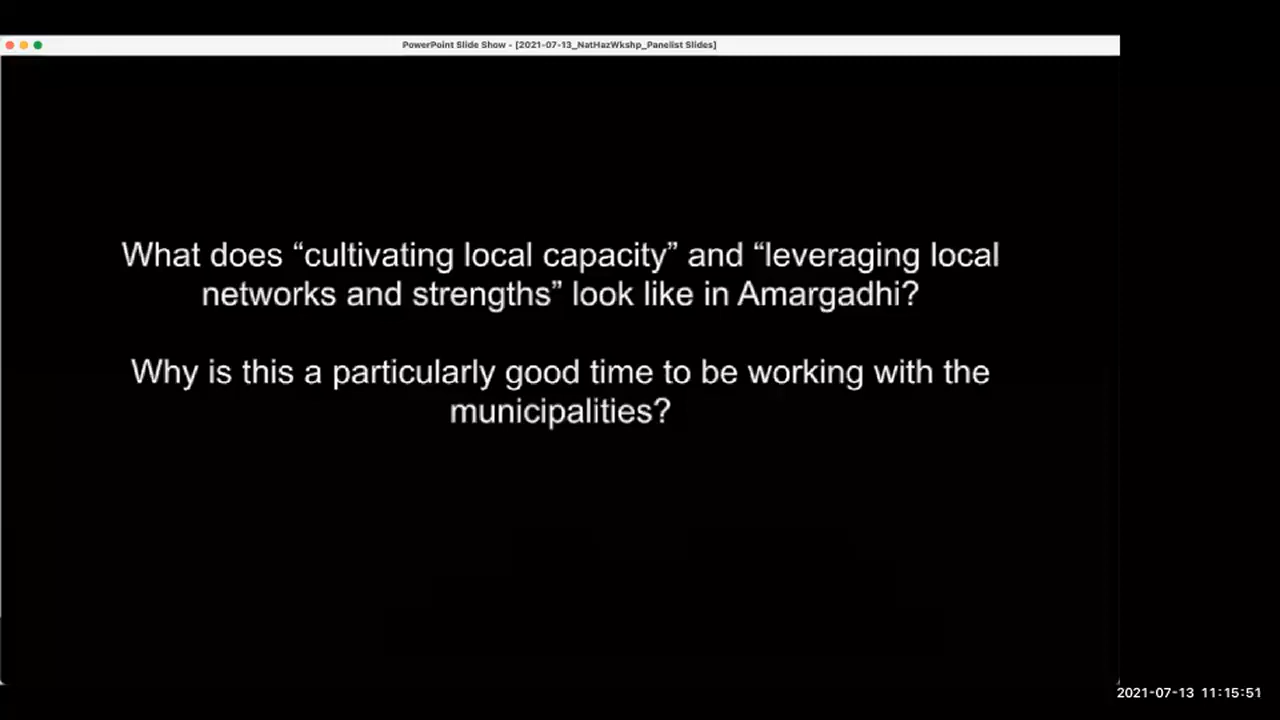 PowerPoint Slide Show - [2021-07-13_NatHazWkshp_Panelist Slides]
What does “cultivating local capacity” and “leveraging local
networks and strengths” look like in Amargadhi?
Why is this a particularly good time to be working with the
municipalities?
2021-07-13 11:15:51